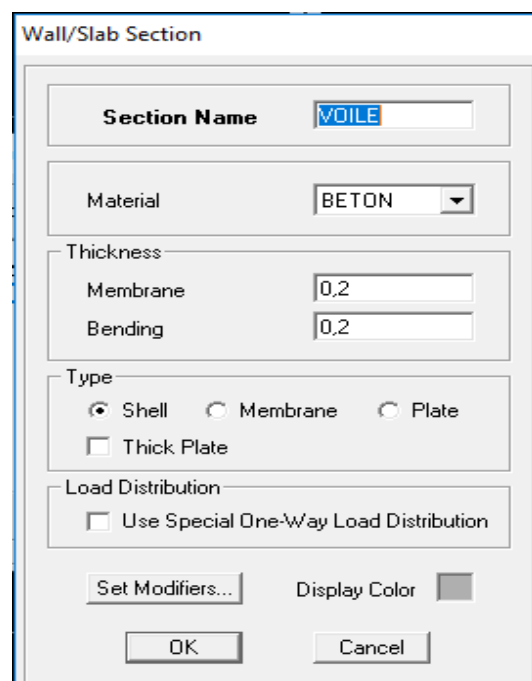 Wall/Slab Section
Section Name VOILE
Material BETON
Thickness
Membrane 0,2
Bending 0,2
Type
Shell Membrane Plate
Thick Plate
Load Distribution
Use Special One-Way Load Distribution
Set Modifiers... Display Color
OK Cancel